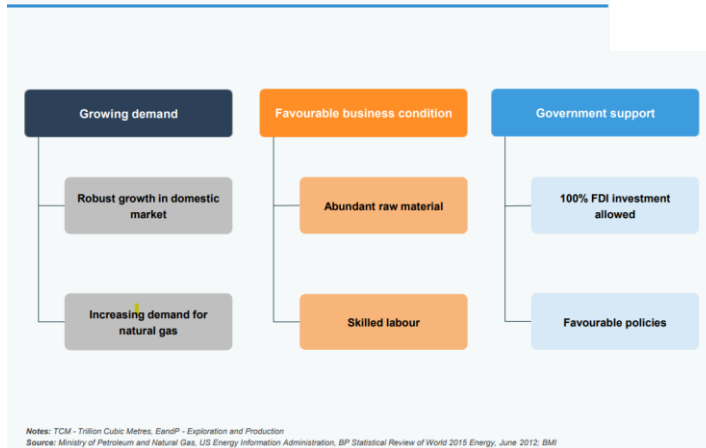 Growing demand
Favourable business condition
Government support
Robust growth in domestic
market
Abundant raw material
100% FDI investment
allowed
Increasing demand for
natural gas
Skilled labour
Favourable policies
Notes: TCM - Trillion Cubic Metres, EandP - Exploration and Production
Source: Ministry of Petroleum and Natural Gas, US Energy Information Administration, BP Statistical Review of World 2015 Energy, June 2012; BMI